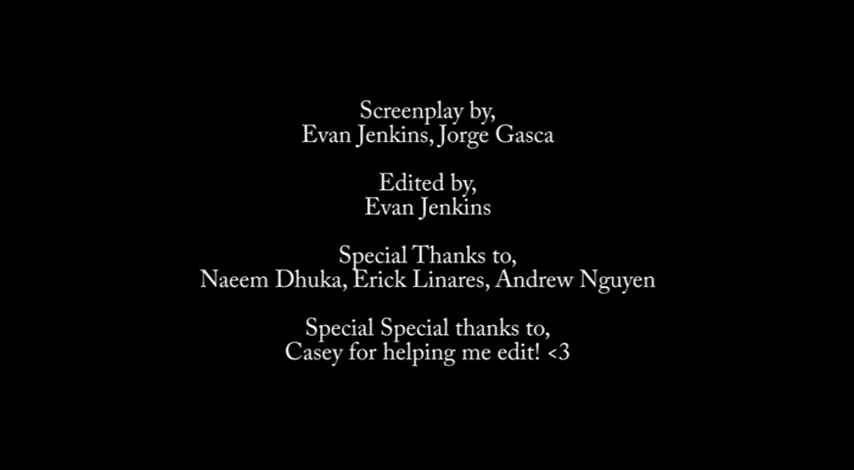 Screenplay by,
Evan Jenkins, Jorge Gasca
Edited by,
Evan Jenkins
Special Thanks to,
Naeem Dhuka, Erick Linares, Andrew Nguyen
Special Special thanks to,
Casey for helping me edit! <3